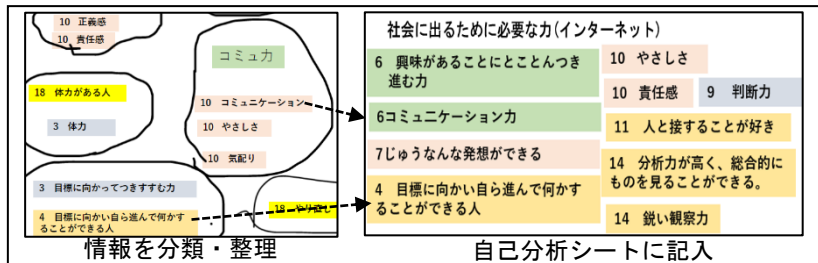 10 正義感
10 責任感
コミュ力
18 体力がある人
3 体力
10 コミュニケーション
10 やさしさ
10 気配り
3 目標に向かってつきすすむ力
4 目標に向かい自ら進んで何かす
ることができる人
18 やり直し
情報を分類・整理
社会に出るために必要な力(インターネット)
6 興味があることにとことんつき
進む力
6コミュニケーション力
7じゅうなんな発想ができる
4 目標に向かい自ら進んで何か
することができる人
10 やさしさ
10 責任感
9 判断力
11 人と接することが好き
14 分析力が高く、総合的に
ものを見ることができる。
14 鋭い観察力
自己分析シートに記入